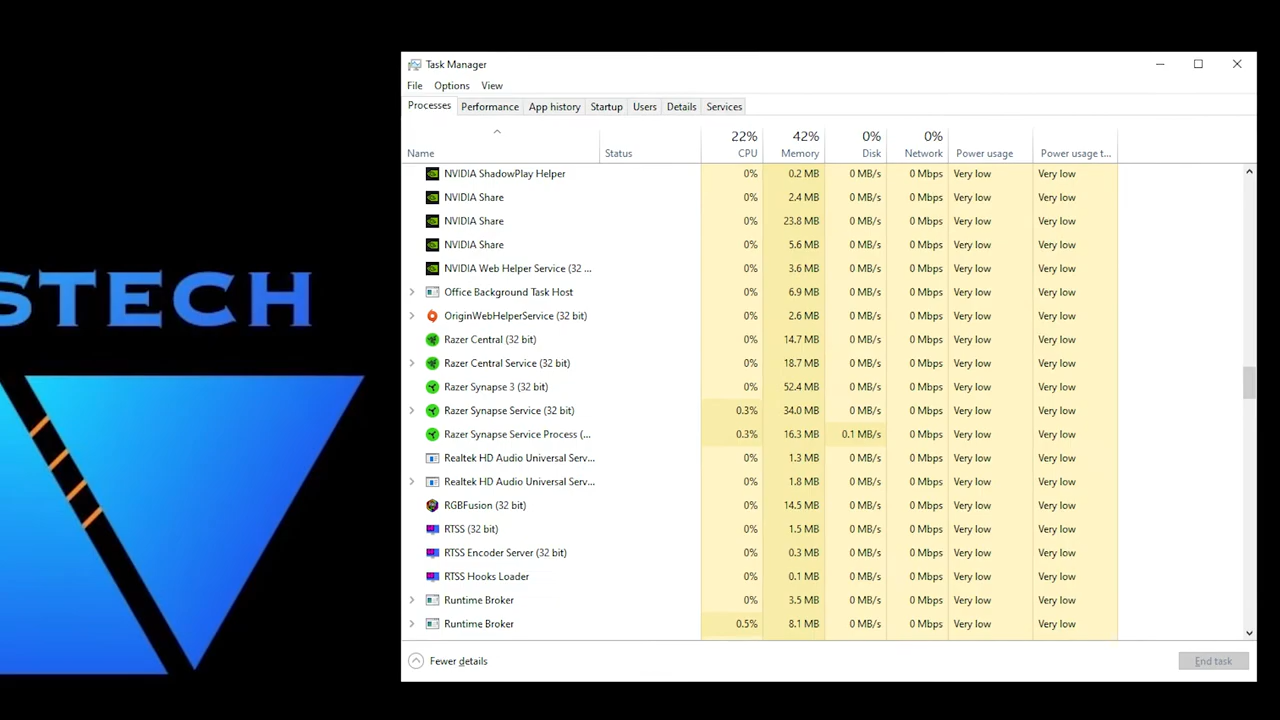 STECH
Task Manager
File Options View
Processes Performance App history Startup Users Details Services
22% 42% 0% 0%
Name Status CPU Memory Disk Network Power usage Power usage t...
NVIDIA ShadowPlay Helper 0% 0.2 MB 0 MB/s 0 Mbps Very low Very low
NVIDIA Share 0% 2.4 MB 0 MB/s 0 Mbps Very low Very low
NVIDIA Share 0% 23.8 MB 0 MB/s 0 Mbps Very low Very low
NVIDIA Share 0% 5.6 MB 0 MB/s 0 Mbps Very low Very low
NVIDIA Web Helper Service (32 ... 0% 3.6 MB 0 MB/s 0 Mbps Very low Very low
Office Background Task Host 0% 6.9 MB 0 MB/s 0 Mbps Very low Very low
OriginWebHelperService (32 bit) 0% 2.6 MB 0 MB/s 0 Mbps Very low Very low
Razer Central (32 bit) 0% 14.7 MB 0 MB/s 0 Mbps Very low Very low
Razer Central Service (32 bit) 0% 18.7 MB 0 MB/s 0 Mbps Very low Very low
Razer Synapse 3 (32 bit) 0% 52.4 MB 0 MB/s 0 Mbps Very low Very low
Razer Synapse Service (32 bit) 0.3% 34.0 MB 0 MB/s 0 Mbps Very low Very low
Razer Synapse Service Process (... 0.3% 16.3 MB 0.1 MB/s 0 Mbps Very low Very low
Realtek HD Audio Universal Serv... 0% 1.3 MB 0 MB/s 0 Mbps Very low Very low
Realtek HD Audio Universal Serv... 0% 1.8 MB 0 MB/s 0 Mbps Very low Very low
RGBFusion (32 bit) 0% 14.5 MB 0 MB/s 0 Mbps Very low Very low
RTSS (32 bit) 0% 1.5 MB 0 MB/s 0 Mbps Very low Very low
RTSS Encoder Server (32 bit) 0% 0.3 MB 0 MB/s 0 Mbps Very low Very low
RTSS Hooks Loader 0% 0.1 MB 0 MB/s 0 Mbps Very low Very low
Runtime Broker 0% 3.5 MB 0 MB/s 0 Mbps Very low Very low
Runtime Broker 0.5% 8.1 MB 0 MB/s 0 Mbps Very low Very low
Fewer details End task